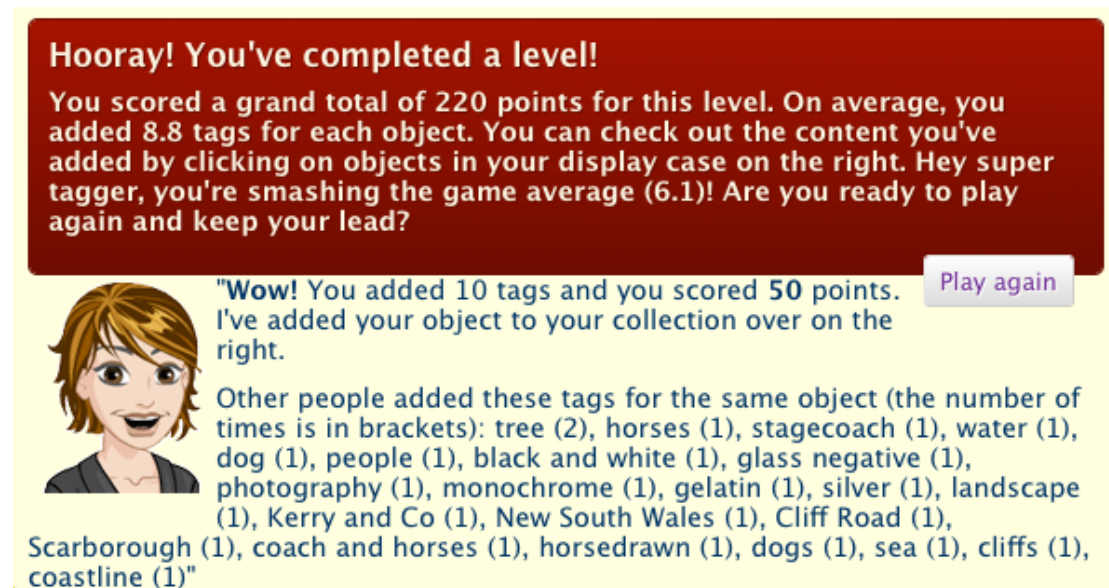 Hooray! You've completed a level!
You scored a grand total of 220 points for this level. On average, you
added 8.8 tags for each object. You can check out the content you've
added by clicking on objects in your display case on the right. Hey super
tagger, you're smashing the game average (6.1)! Are you ready to play
again and keep your lead?
Play again
"Wow! You added 10 tags and you scored 50 points.
I've added your object to your collection over on the
right.
Other people added these tags for the same object (the number of
times is in brackets): tree (2), horses (1), stagecoach (1), water (1),
dog (1), people (1), black and white (1), glass negative (1),
photography (1), monochrome (1), gelatin (1), silver (1), landscape
(1), Kerry and Co (1), New South Wales (1), Cliff Road (1),
Scarborough (1), coach and horses (1), horsedrawn (1), dogs (1), sea (1), cliffs (1),
coastline (1)"